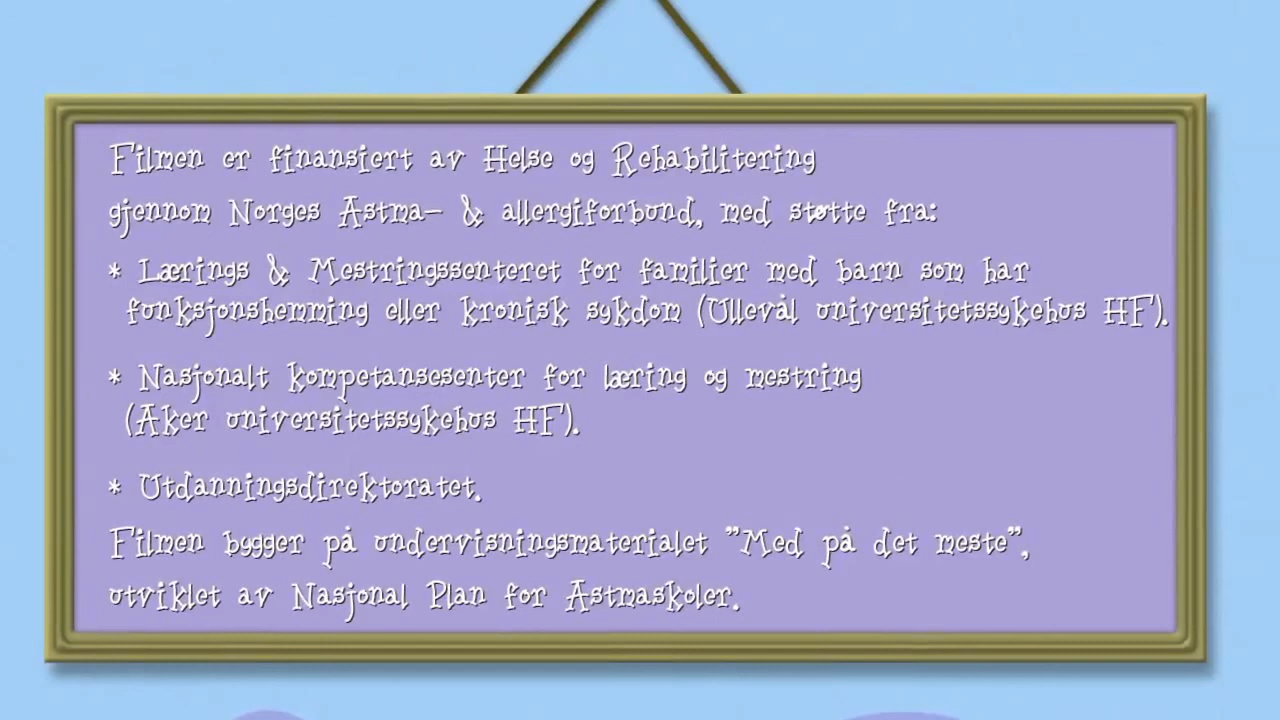 Filmen er finansiert av Helse og Rehabilitering
gjennom Norges Astma- & allergiforbund, med støtte fra:
* Lærings & Mestringssenteret for familier med barn som har
funksjonshemming eller kronisk sykdom (Ullevål universitetssykehus HF).
* Nasjonalt kompetansesenter for læring og mestring
(Aker universitetssykehus HF).
* Utdanningsdirektoratet.
Filmen bygger på undervisningsmaterialet "Med på det meste",
utviklet av Nasjonal Plan for Astmaskoler.